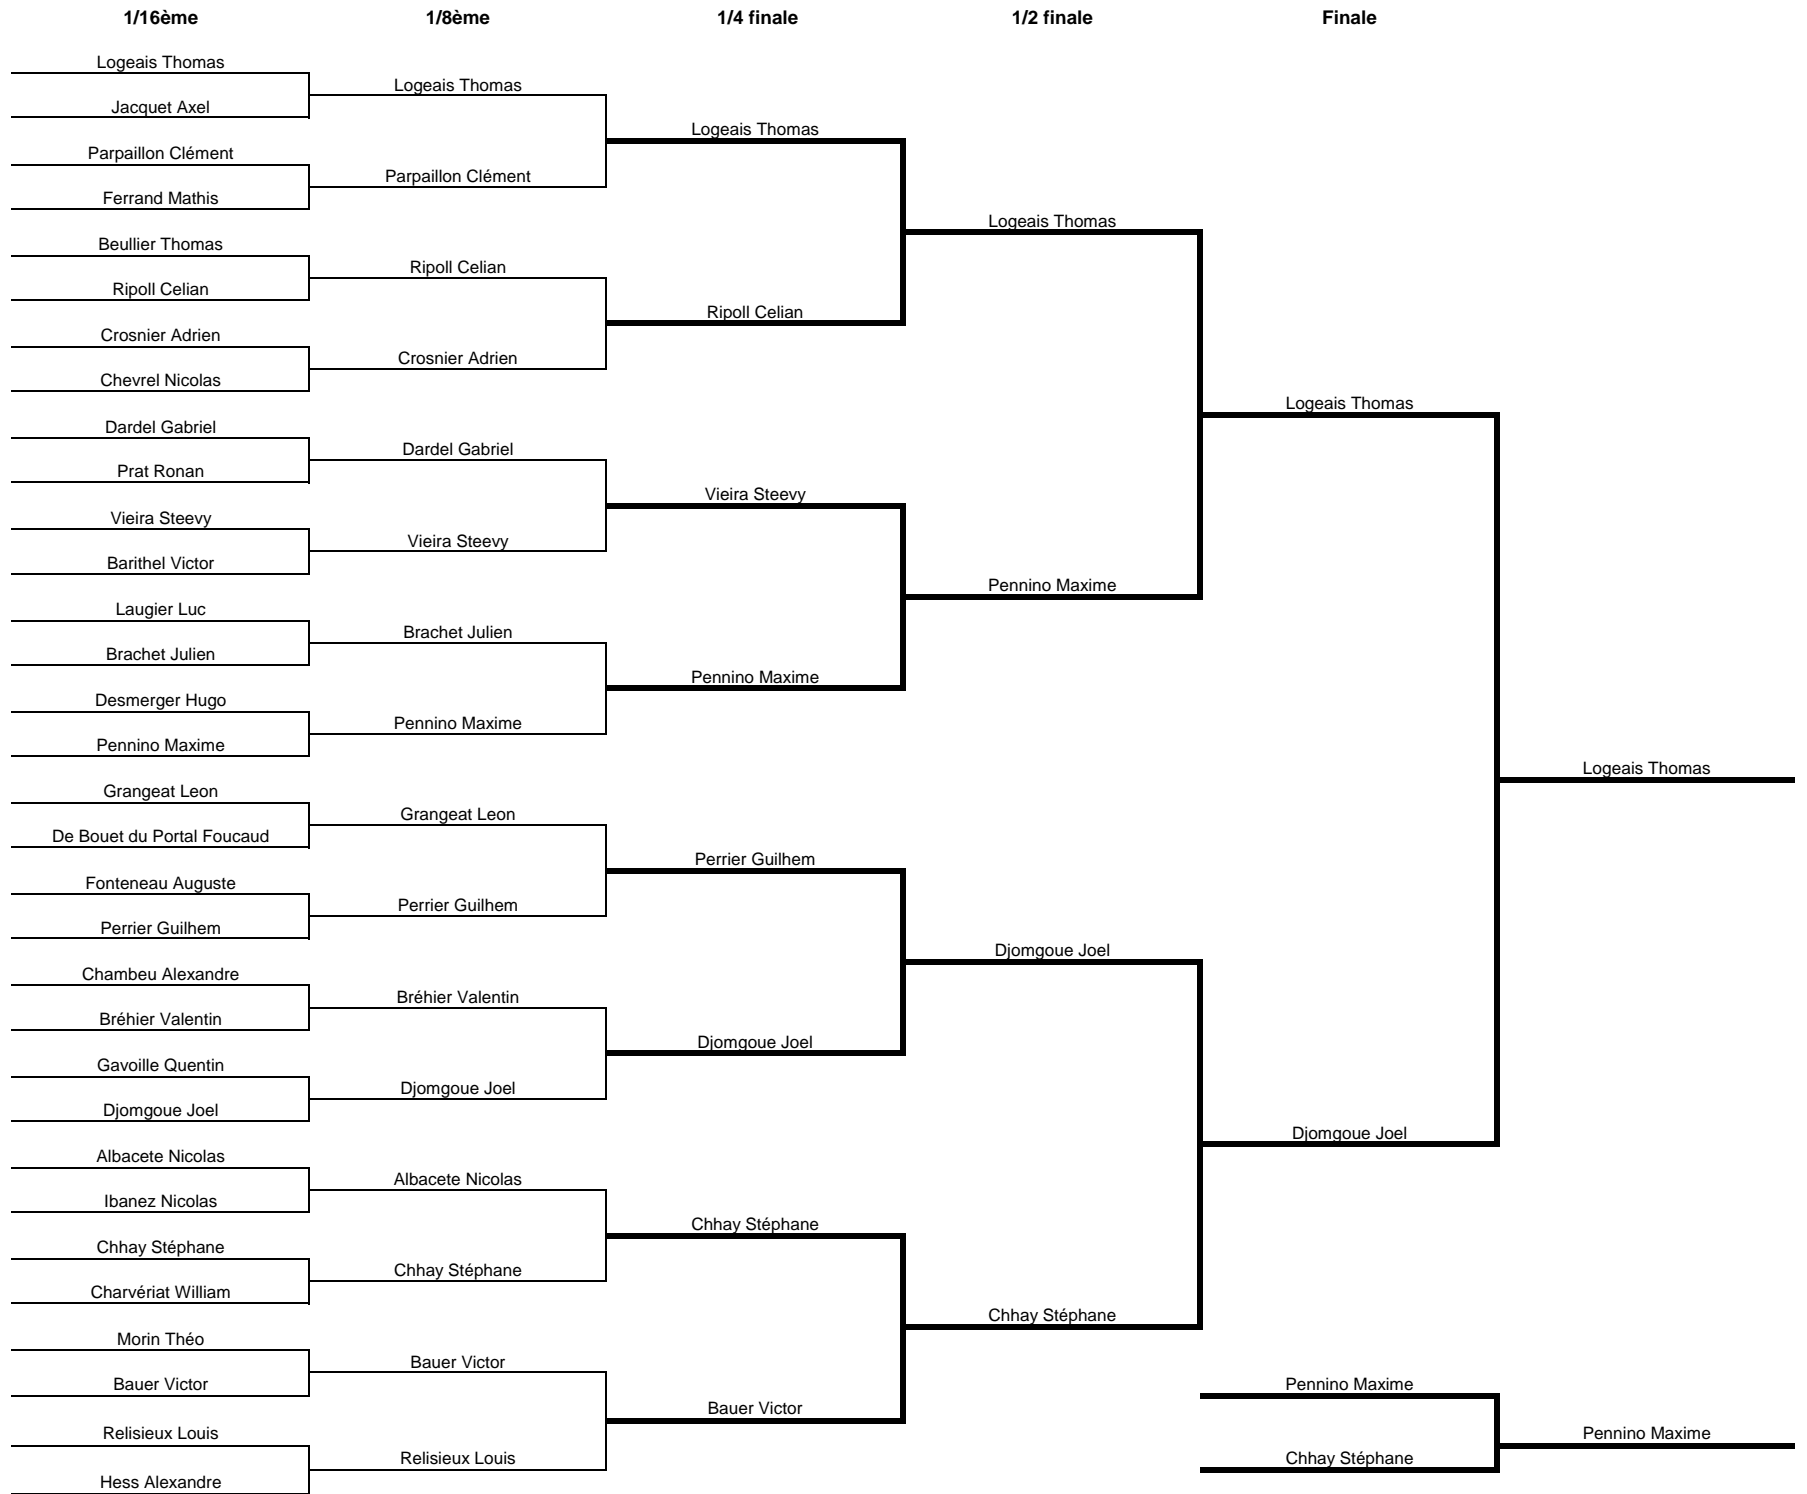 1/16ème 1/8ème 1/4 finale 1/2 finale Finale
Logeais Thomas
Jacquet Axel
Parpaillon Clément
Ferrand Mathis
Beullier Thomas
Ripoll Celian
Crosnier Adrien
Chevrel Nicolas
Dardel Gabriel
Prat Ronan
Vieira Steevy
Barithel Victor
Laugier Luc
Brachet Julien
Desmerger Hugo
Pennino Maxime
Grangeat Leon
De Bouet du Portal Foucaud
Fonteneau Auguste
Perrier Guilhem
Chambeu Alexandre
Bréhier Valentin
Gavoille Quentin
Djomgoue Joel
Albacete Nicolas
Ibanez Nicolas
Chhay Stéphane
Charvériat William
Morin Théo
Bauer Victor
Relisieux Louis
Hess Alexandre
Logeais Thomas
Parpaillon Clément
Ripoll Celian
Crosnier Adrien
Dardel Gabriel
Vieira Steevy
Brachet Julien
Pennino Maxime
Grangeat Leon
Perrier Guilhem
Bréhier Valentin
Djomgoue Joel
Albacete Nicolas
Chhay Stéphane
Bauer Victor
Relisieux Louis
Logeais Thomas
Ripoll Celian
Vieira Steevy
Pennino Maxime
Perrier Guilhem
Djomgoue Joel
Chhay Stéphane
Bauer Victor
Logeais Thomas
Pennino Maxime
Djomgoue Joel
Chhay Stéphane
Logeais Thomas
Djomgoue Joel
Pennino Maxime
Chhay Stéphane
Logeais Thomas
Pennino Maxime